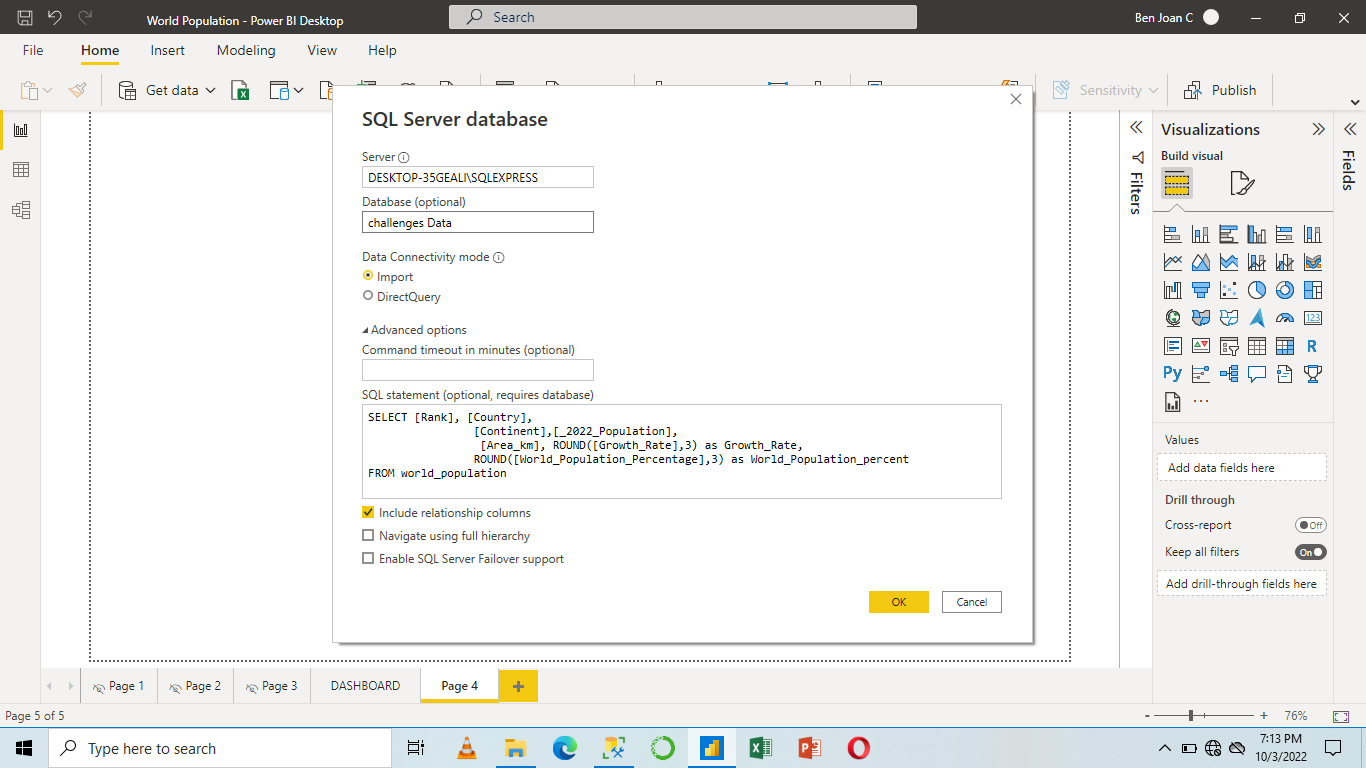 World Population - Power BI Desktop
Search
Ben Joan C
File Home Insert Modeling View Help
Get data
Sensitivity
Publish
SQL Server database
Server
DESKTOP-35GEALI\SQLEXPRESS
Database (optional)
challenges Data
Data Connectivity mode
Import
DirectQuery
Advanced options
Command timeout in minutes (optional)
SQL statement (optional, requires database)
SELECT [Rank], [Country],
[Continent],[_2022_Population],
[Area_km], ROUND([Growth_Rate],3) as Growth_Rate,
ROUND([World_Population_Percentage],3) as World_Population_percent
FROM world_population
Include relationship columns
Navigate using full hierarchy
Enable SQL Server Failover support
OK
Cancel
Filters
Visualizations
Build visual
123
R
Py
Values
Add data fields here
Drill through
Cross-report
Off
Keep all filters
On
Add drill-through fields here
Fields
Page 1
Page 2
Page 3
DASHBOARD
Page 4
Page 5 of 5
76%
Type here to search
7:13 PM
10/3/2022